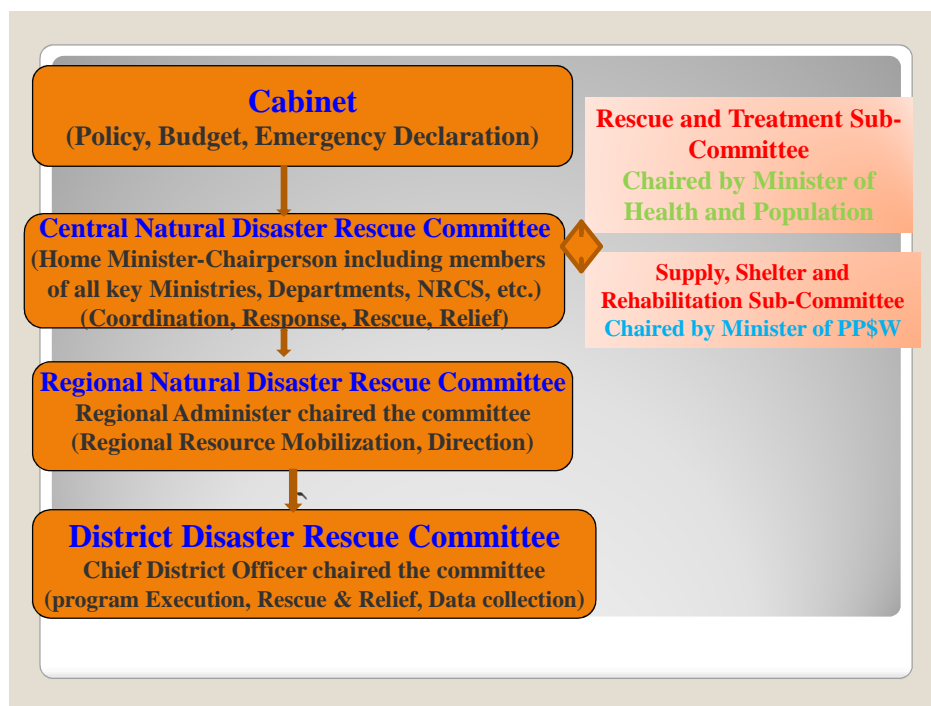 Cabinet
(Policy, Budget, Emergency Declaration)
Central Natural Disaster Rescue Committee
(Home Minister-Chairperson including members
of all key Ministries, Departments, NRCS, etc.)
(Coordination, Response, Rescue, Relief)
Regional Natural Disaster Rescue Committee
Regional Administer chaired the committee
(Regional Resource Mobilization, Direction)
District Disaster Rescue Committee
Chief District Officer chaired the committee
(program Execution, Rescue & Relief, Data collection)
Rescue and Treatment Sub-
Committee
Chaired by Minister of
Health and Population
Supply, Shelter and
Rehabilitation Sub-Committee
Chaired by Minister of PP$W